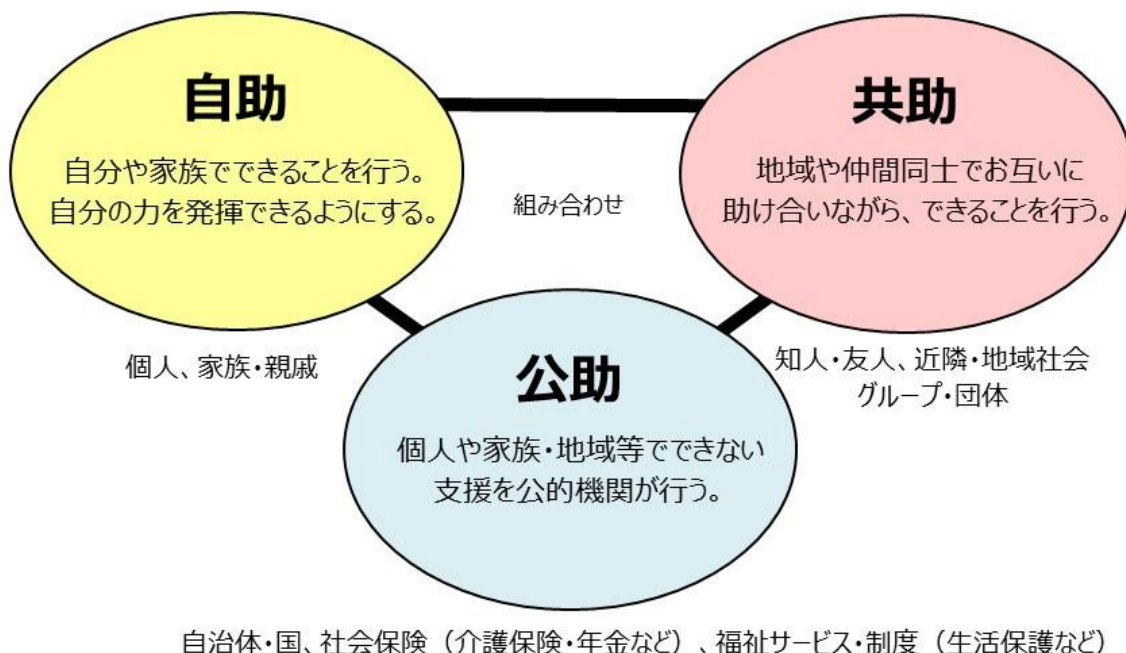 自助
自分や家族でできることを行う。
自分の力を発揮できるようにする。
共助
地域や仲間同士でお互いに
助け合いながら、できることを行う。
組み合わせ
個人、家族・親戚
知人・友人、近隣・地域社会
グループ・団体
公助
個人や家族・地域等でできない
支援を公的機関が行う。
自治体・国、社会保険（介護保険・年金など）、福祉サービス・制度（生活保護など）